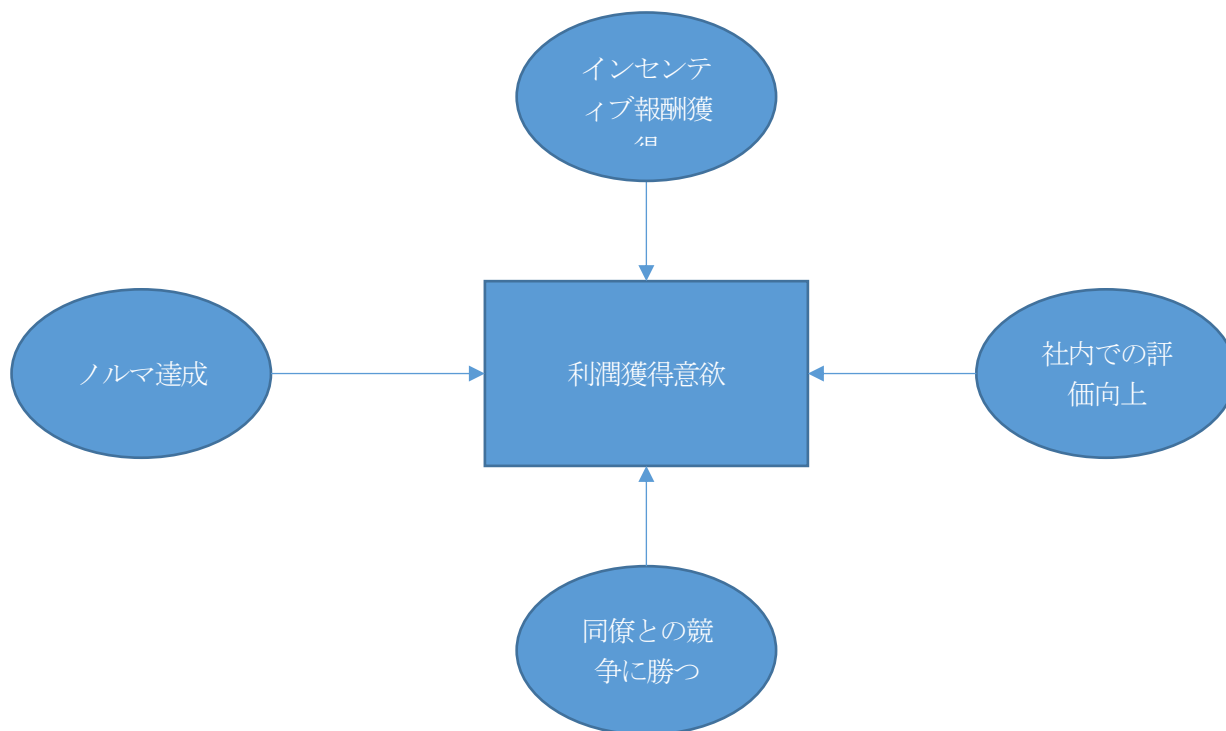 インセンテ
ィブ報酬獲
ノルマ達成
利潤獲得意欲
社内での評
価向上
同僚との競
争に勝つ